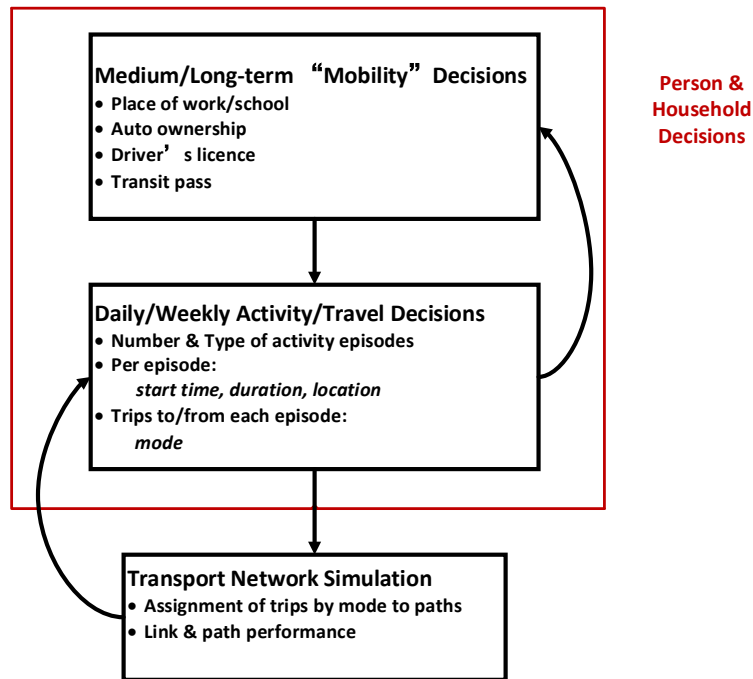 Medium/Long-term “Mobility” Decisions
• Place of work/school
• Auto ownership
• Driver’s licence
• Transit pass
Person &
Household
Decisions
Daily/Weekly Activity/Travel Decisions
• Number & Type of activity episodes
• Per episode:
start time, duration, location
• Trips to/from each episode:
mode
Transport Network Simulation
• Assignment of trips by mode to paths
• Link & path performance